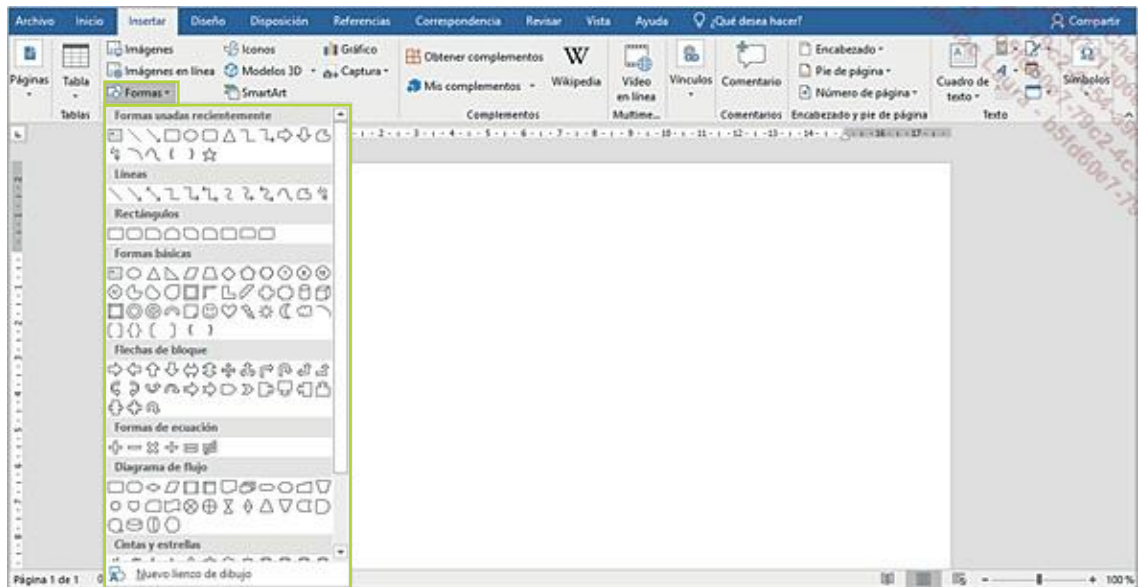 Archivo Inicio Insertar Diseño Disposición Referencias Correspondencia Revisar Vista Ayuda ¿Qué desea hacer? Compartir
Páginas
Tabla
Tablas
Imágenes
Imágenes en línea
Formas
Iconos
Modelos 3D
SmartArt
Gráfico
Captura
Obtener complementos
Mis complementos
Wikipedia
Complementos
Vídeo
en línea
Multime...
Vínculos
Comentario
Comentarios
Encabezado
Pie de página
Número de página
Encabezado y pie de página
Cuadro de
texto
Texto
Símbolos
Formas usadas recientemente
Líneas
Rectángulos
Formas básicas
Flechas de bloque
Formas de ecuación
Diagrama de flujo
Cintas y estrellas
Nuevo lienzo de dibujo
Página 1 de 1
100 %